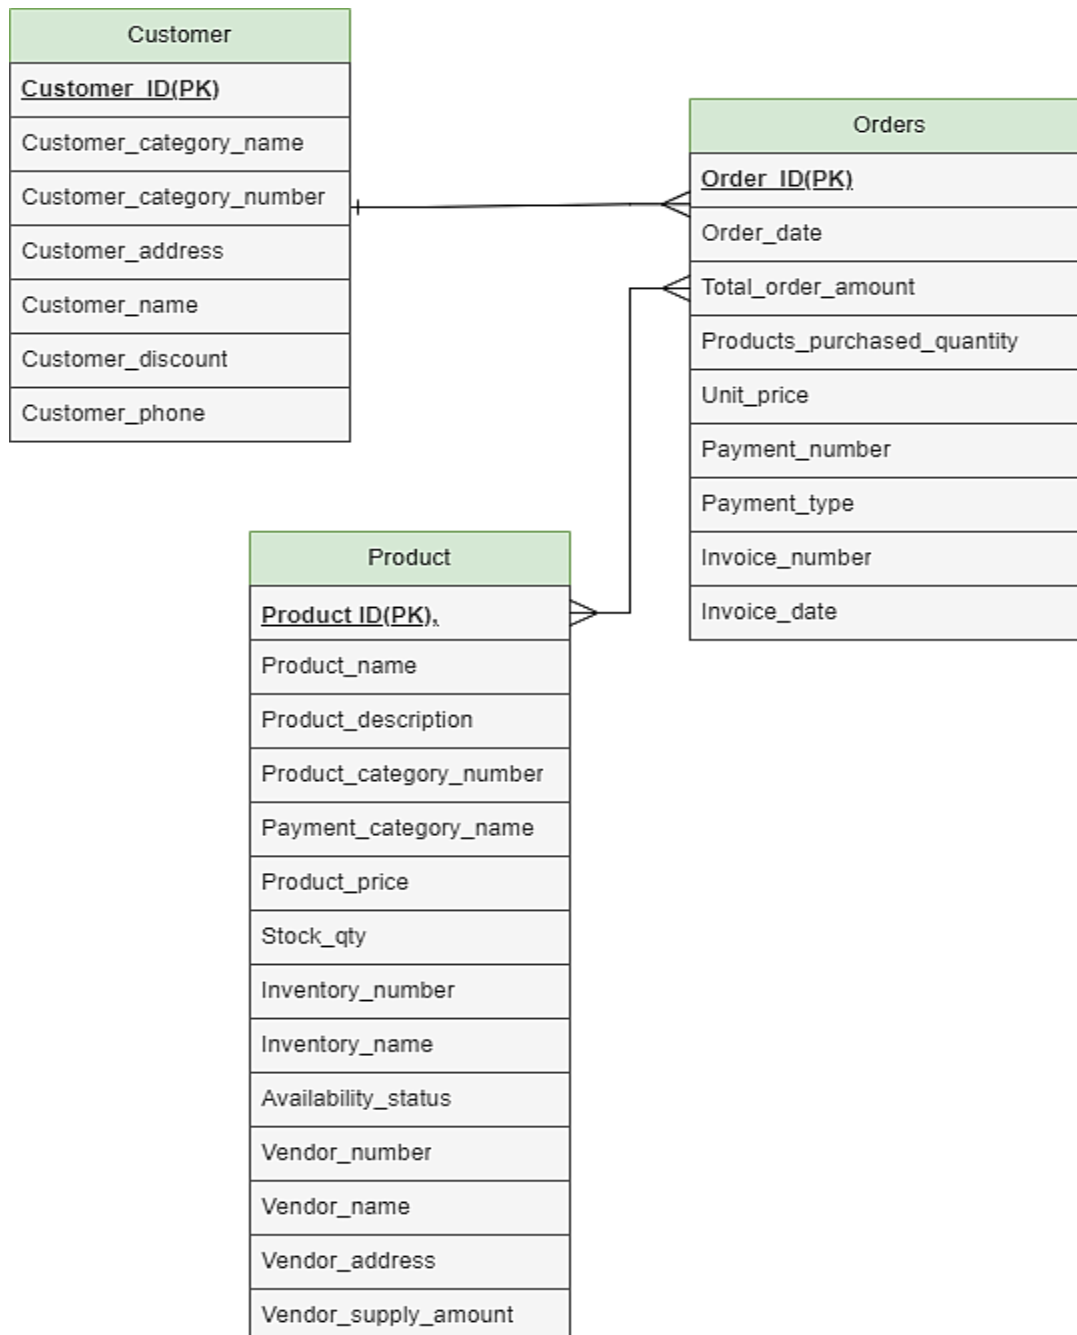 Customer
Customer_ID(PK)
Customer_category_name
Customer_category_number
Customer_address
Customer_name
Customer_discount
Customer_phone
Orders
Order_ID(PK)
Order_date
Total_order_amount
Products_purchased_quantity
Unit_price
Payment_number
Payment_type
Invoice_number
Invoice_date
Product
Product ID(PK),
Product_name
Product_description
Product_category_number
Payment_category_name
Product_price
Stock_qty
Inventory_number
Inventory_name
Availability_status
Vendor_number
Vendor_name
Vendor_address
Vendor_supply_amount